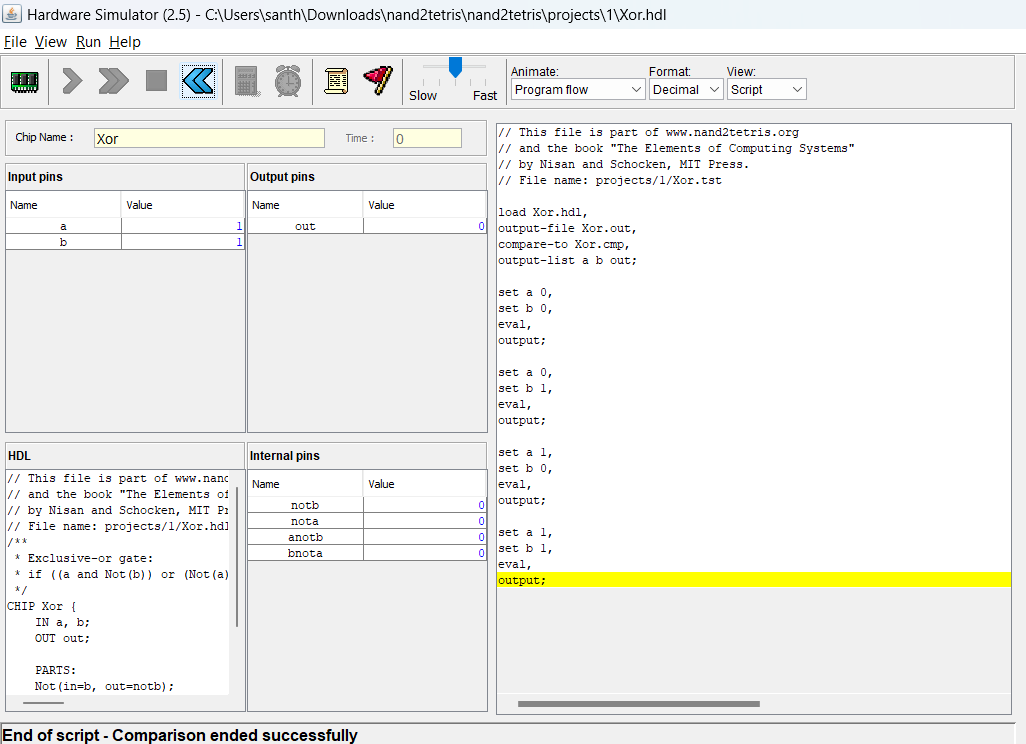 Hardware Simulator (2.5) - C:\Users\santh\Downloads\nand2tetris\nand2tetris\projects\1\Xor.hdl
File View Run Help
Slow Fast
Animate: Format: View:
Program flow Decimal Script
Chip Name : Xor Time : 0
Input pins
Name Value
a 1
b 1
Output pins
Name Value
out 0
HDL
// This file is part of www.nand
// and the book "The Elements of
// by Nisan and Schocken, MIT Pr
// File name: projects/1/Xor.hdl
/**
* Exclusive-or gate:
* if ((a and Not(b)) or (Not(a)
*/
CHIP Xor {
IN a, b;
OUT out;
PARTS:
Not(in=b, out=notb);
Internal pins
Name Value
notb 0
nota 0
anotb 0
bnota 0
// This file is part of www.nand2tetris.org
// and the book "The Elements of Computing Systems"
// by Nisan and Schocken, MIT Press.
// File name: projects/1/Xor.tst
load Xor.hdl,
output-file Xor.out,
compare-to Xor.cmp,
output-list a b out;
set a 0,
set b 0,
eval,
output;
set a 0,
set b 1,
eval,
output;
set a 1,
set b 0,
eval,
output;
set a 1,
set b 1,
eval,
output;
End of script - Comparison ended successfully